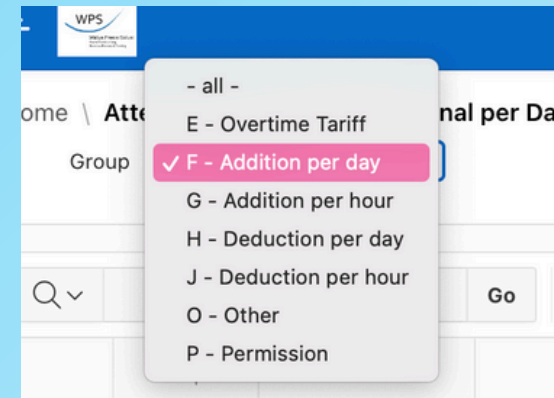 WPS
- all -
ome \ Atte
nal per Da
E - Overtime Tariff
Group
✓ F - Addition per day
G - Addition per hour
H - Deduction per day
J - Deduction per hour
Go
O - Other
P - Permission